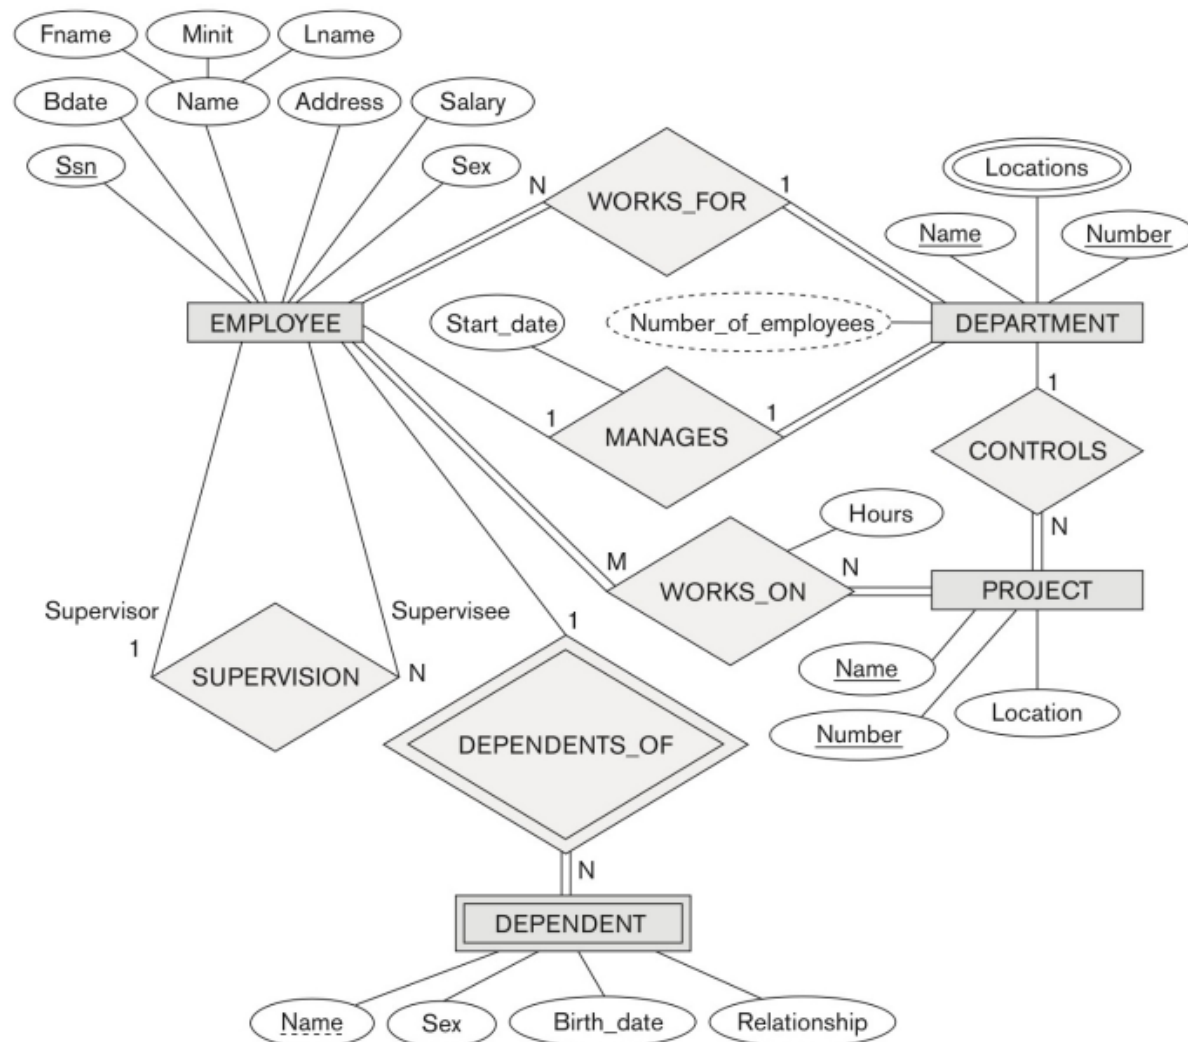 Fname
Minit
Lname
Bdate
Name
Address
Salary
Ssn
Sex
WORKS_FOR
N
1
Locations
Name
Number
EMPLOYEE
Start_date
Number_of_employees
DEPARTMENT
MANAGES
1
1
1
CONTROLS
N
Hours
M
WORKS_ON
N
PROJECT
Supervisor
1
Supervisee
N
SUPERVISION
1
Name
Number
Location
DEPENDENTS_OF
N
DEPENDENT
Name
Sex
Birth_date
Relationship